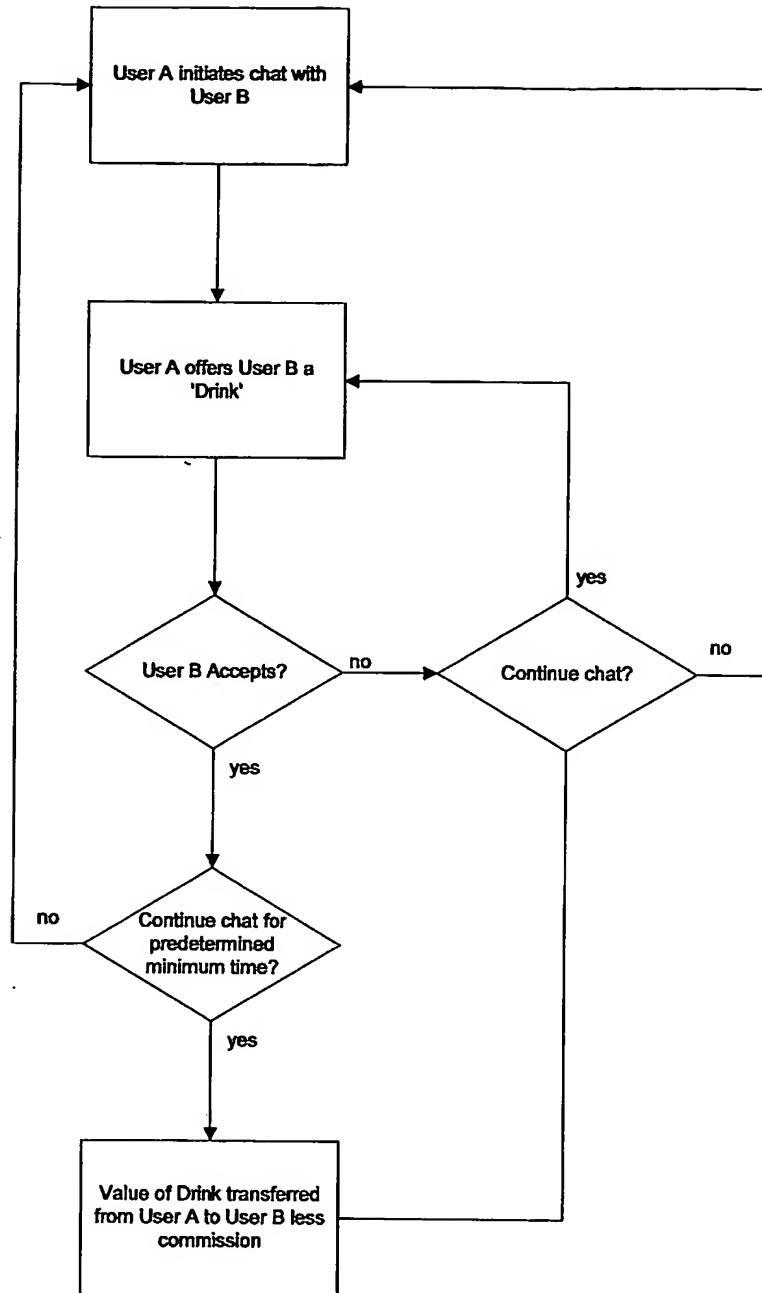 User A initiates chat with
User B
User A offers User B a
'Drink'
yes
User B Accepts?
no
Continue chat?
no
yes
no
Continue chat for
predetermined
minimum time?
yes
Value of Drink transferred
from User A to User B less
commission